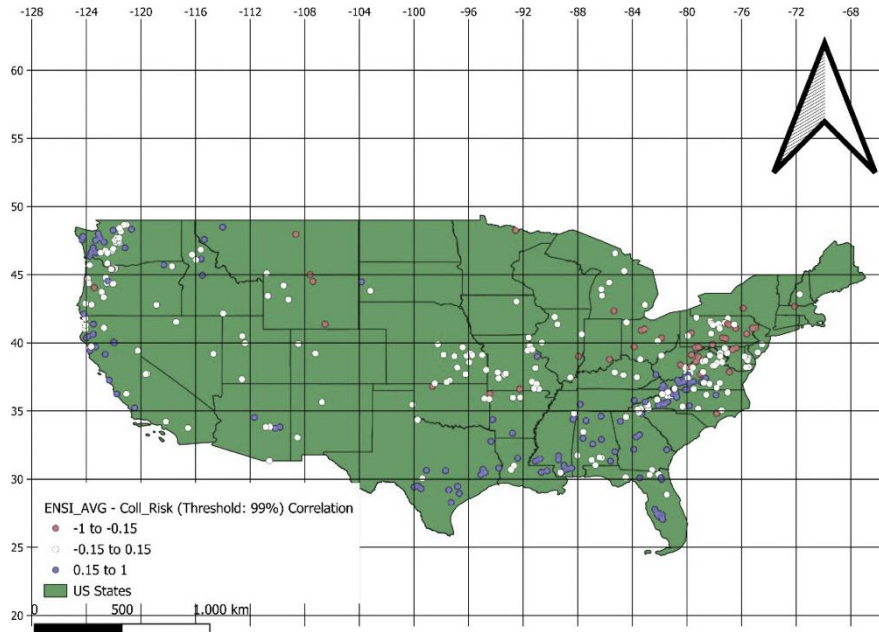 -128 -124 -120 -116 -112 -108 -104 -100 -96 -92 -88 -84 -80 -76 -72 -68
60
55
50
45
40
35
30
25
20
ENSI_AVG - Coll_Risk (Threshold: 99%) Correlation
-1 to -0.15
-0.15 to 0.15
0.15 to 1
US States
0 500 1.000 km